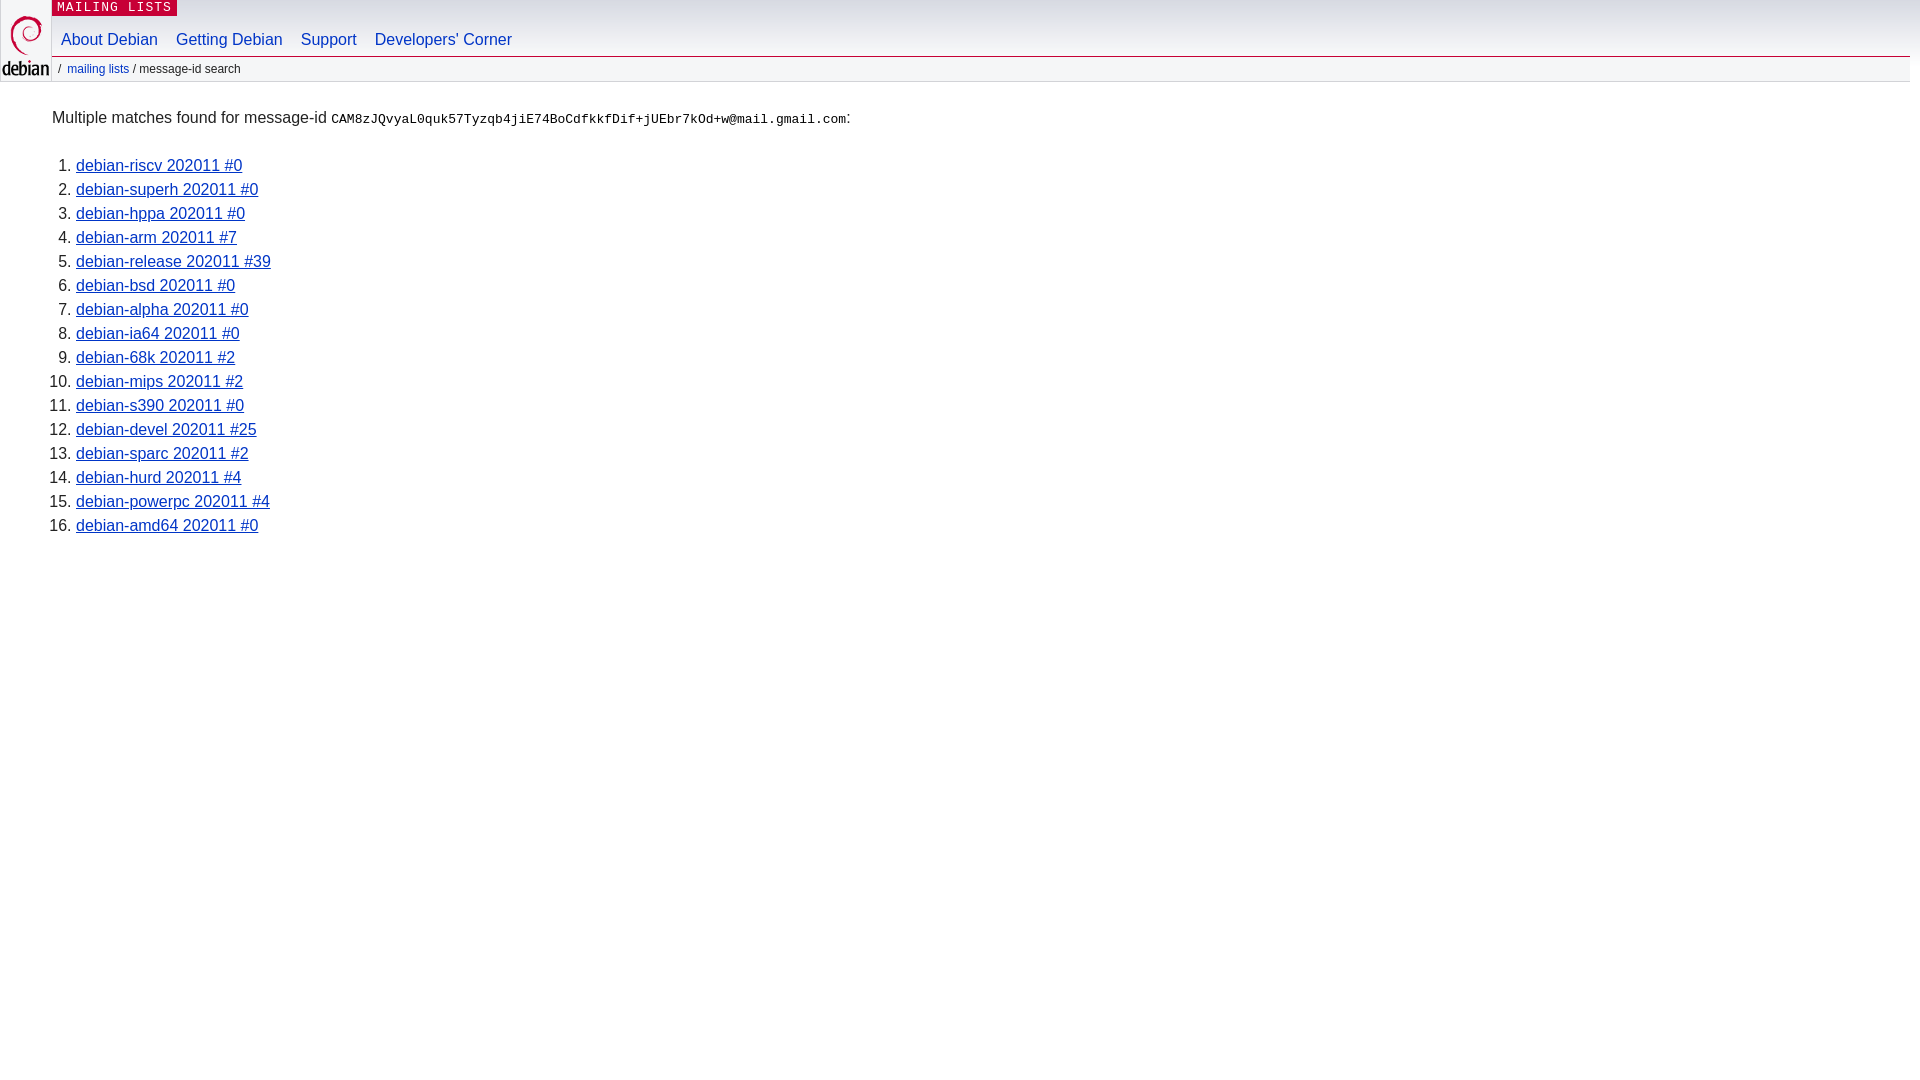 MAILING LISTS
About Debian Getting Debian Support Developers' Corner
debian
/ mailing lists / message-id search
Multiple matches found for message-id CAM8zJQvyaL0quk57Tyzqb4jiE74BoCdfkkfDif+jUEbr7kOd+w@mail.gmail.com:
1. debian-riscv 202011 #0
2. debian-superh 202011 #0
3. debian-hppa 202011 #0
4. debian-arm 202011 #7
5. debian-release 202011 #39
6. debian-bsd 202011 #0
7. debian-alpha 202011 #0
8. debian-ia64 202011 #0
9. debian-68k 202011 #2
10. debian-mips 202011 #2
11. debian-s390 202011 #0
12. debian-devel 202011 #25
13. debian-sparc 202011 #2
14. debian-hurd 202011 #4
15. debian-powerpc 202011 #4
16. debian-amd64 202011 #0